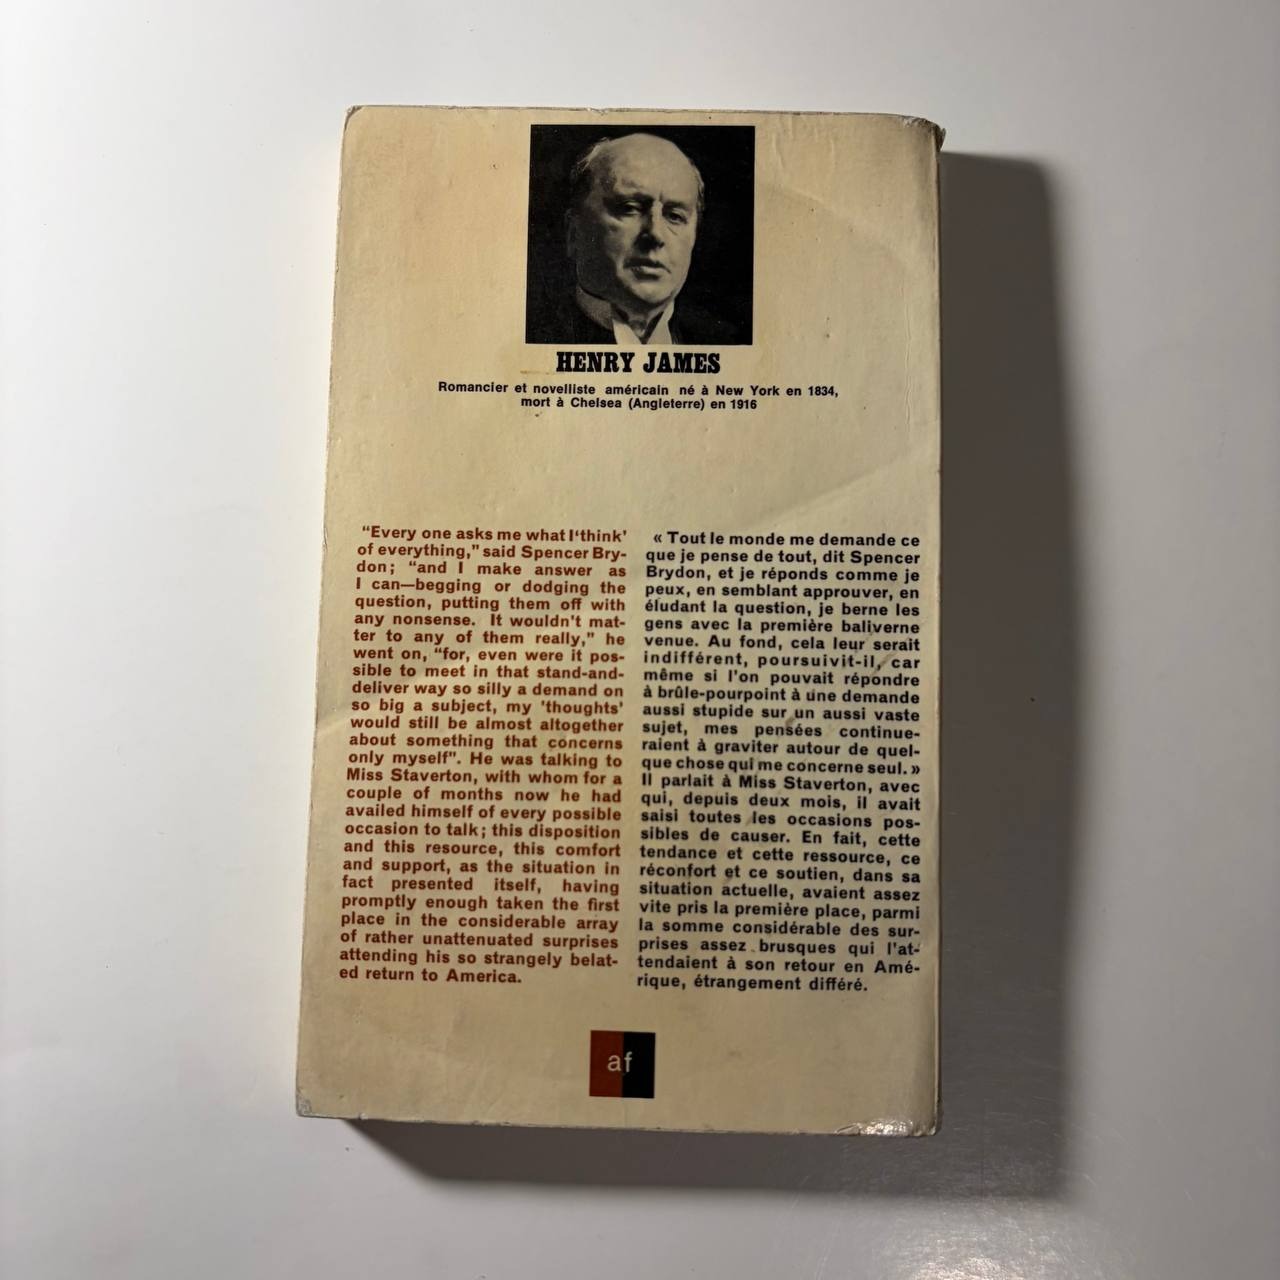 HENRY JAMES
Romancier et novelliste américain né à New York en 1834,
mort à Chelsea (Angleterre) en 1916
"Every one asks me what I 'think'
of everything," said Spencer Bry-
don; "and I make answer as
I can—begging or dodging the
question, putting them off with
any nonsense. It wouldn't mat-
ter to any of them really," he
went on, "for, even were it pos-
sible to meet in that stand-and-
deliver way so silly a demand on
so big a subject, my 'thoughts'
would still be almost altogether
about something that concerns
only myself". He was talking to
Miss Staverton, with whom for a
couple of months now he had
availed himself of every possible
occasion to talk; this disposition
and this resource, this comfort
and support, as the situation in
fact presented itself, having
promptly enough taken the first
place in the considerable array
of rather unattenuated surprises
attending his so strangely belat-
ed return to America.
« Tout le monde me demande ce
que je pense de tout, dit Spencer
Brydon, et je réponds comme je
peux, en semblant approuver, en
éludant la question, je berne les
gens avec la première baliverne
venue. Au fond, cela leur serait
indifférent, poursuivit-il, car
même si l'on pouvait répondre
à brûle-pourpoint à une demande
aussi stupide sur un aussi vaste
sujet, mes pensées continue-
raient à graviter autour de quel-
que chose qui me concerne seul. »
Il parlait à Miss Staverton, avec
qui, depuis deux mois, il avait
saisi toutes les occasions pos-
sibles de causer. En fait, cette
tendance et cette ressource, ce
réconfort et ce soutien, dans sa
situation actuelle, avaient assez
vite pris la première place, parmi
la somme considérable des sur-
prises assez brusques qui l'at-
tendaient à son retour en Amé-
rique, étrangement différé.
af